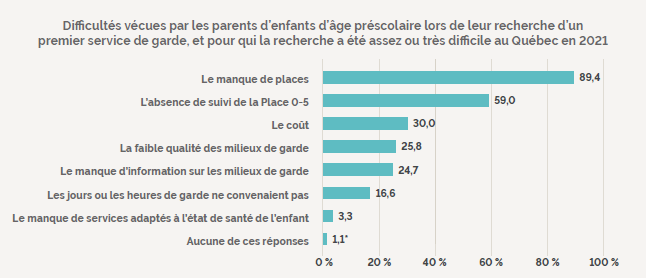 Difficultés vécues par les parents d'enfants d'âge préscolaire lors de leur recherche d'un
premier service de garde, et pour qui la recherche a été assez ou très difficile au Québec en 2021
Le manque de places 89,4
L'absence de suivi de la Place 0-5 59,0
Le coût 30,0
La faible qualité des milieux de garde 25,8
Le manque d'information sur les milieux de garde 24,7
Les jours ou les heures de garde ne convenaient pas 16,6
Le manque de services adaptés à l'état de santé de l'enfant 3,3
Aucune de ces réponses 1,1*
0 % 20 % 40 % 60 % 80 % 100 %